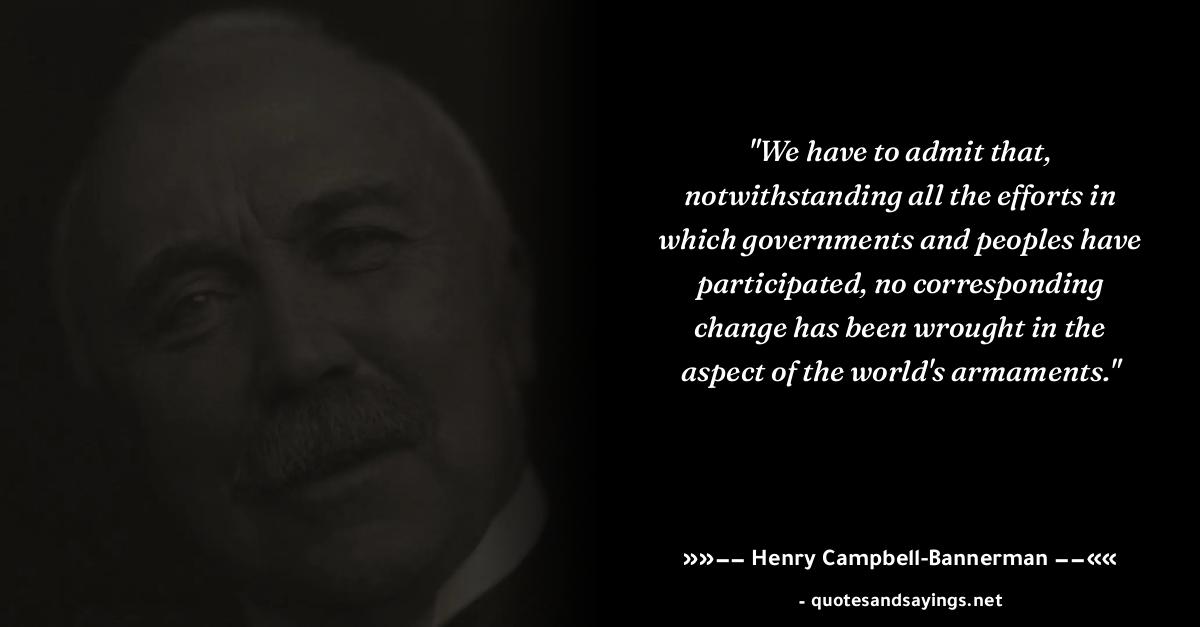 "We have to admit that,
notwithstanding all the efforts in
which governments and peoples have
participated, no corresponding
change has been wrought in the
aspect of the world's armaments."
»»−− Henry Campbell-Bannerman −−««
- quotesandsayings.net